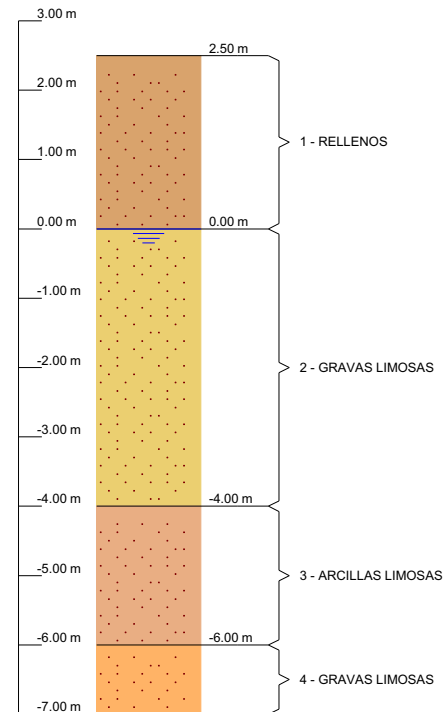 3.00 m
2.50 m
2.00 m
1 - RELLENOS
1.00 m
0.00 m
0.00 m
-1.00 m
-2.00 m
2 - GRAVAS LIMOSAS
-3.00 m
-4.00 m
-4.00 m
-5.00 m
3 - ARCILLAS LIMOSAS
-6.00 m
-6.00 m
4 - GRAVAS LIMOSAS
-7.00 m